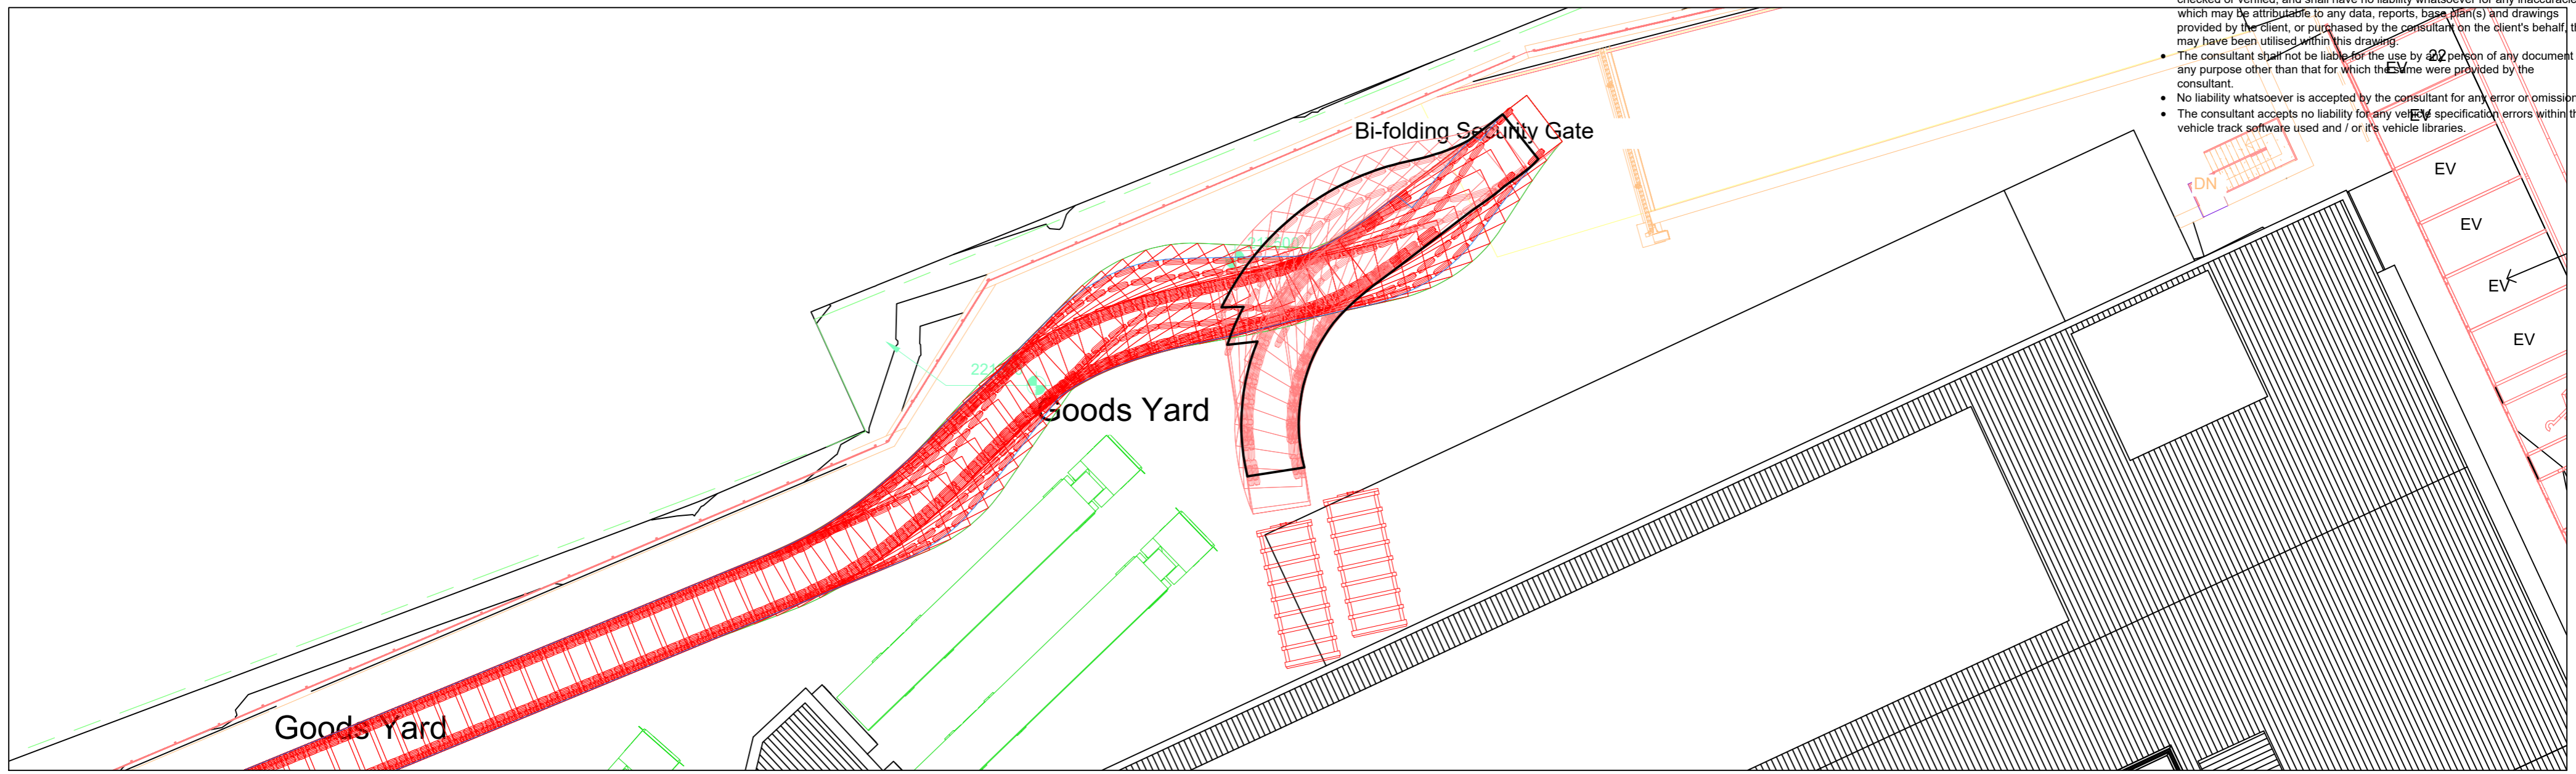 checked or verified, and shall have no liability whatsoever for any
which may be attributable to any data, reports, base plan(s) and drawings
provided by the client, or purchased by the consultant on the client's behalf,
may have been utilised within this drawing.
• The consultant shall not be liable for the use by any person of any document
any purpose other than that for which the same were provided by the
consultant.
• No liability whatsoever is accepted by the consultant for any error or
• The consultant accepts no liability for any vehicle specification errors within
vehicle track software used and / or it's vehicle libraries.
22
EV
EV
Bi-folding Security Gate
EV
DN
EV
EV
EV
Goods Yard
Goods Yard